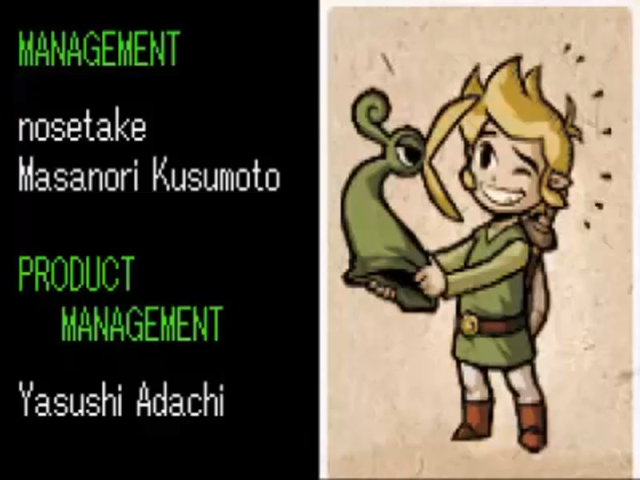 MANAGEMENT
nosetake
Masanori Kusumoto
PRODUCT
MANAGEMENT
Yasushi Adachi